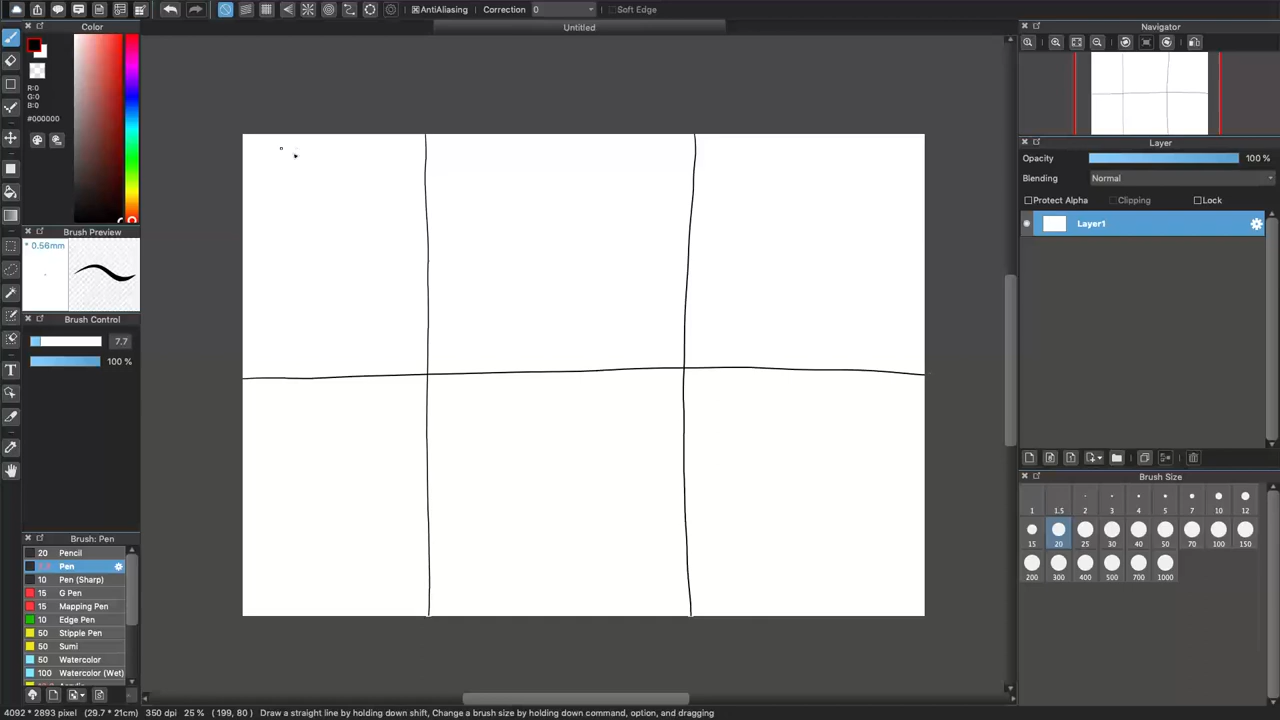 AntiAliasing Correction 0 Soft Edge
Untitled
Color
R:0
G:0
B:0
#000000
Brush Preview
* 0.56mm
Brush Control
7.7
100 %
Brush: Pen
20 Pencil
Pen
10 Pen (Sharp)
15 G Pen
15 Mapping Pen
10 Edge Pen
50 Stipple Pen
50 Sumi
50 Watercolor
100 Watercolor (Wet)
Navigator
Layer
Opacity 100 %
Blending Normal
Protect Alpha Clipping Lock
Layer1
Brush Size
1 1.5 2 3 4 5 7 10 12
15 20 25 30 40 50 70 100 150
200 300 400 500 700 1000
4092 * 2893 pixel (29.7 * 21cm) 350 dpi 25 % (199, 80) Draw a straight line by holding down shift, Change a brush size by holding down command, option, and dragging